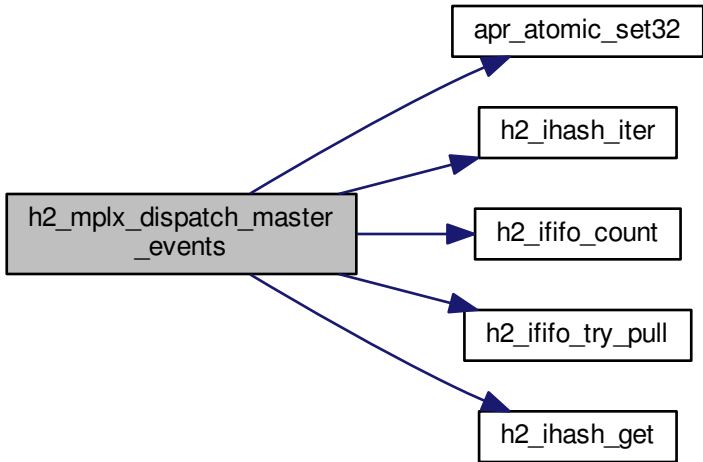 apr_atomic_set32
h2_ihash_iter
h2_mplx_dispatch_master
_events
h2_ififo_count
h2_ififo_try_pull
h2_ihash_get